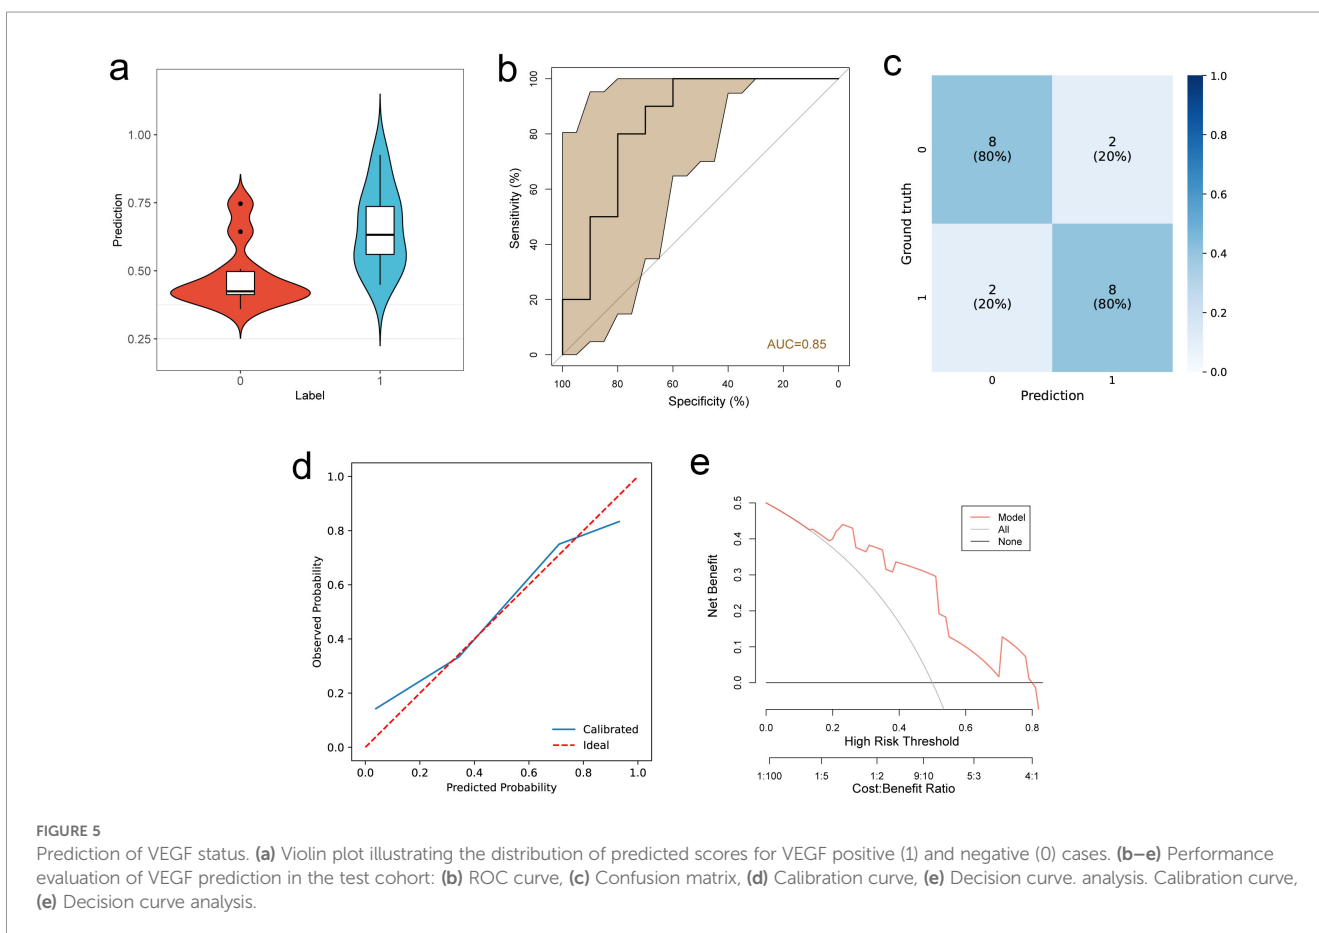 a
1.00
0.75
0.50
0.25
Prediction
0
1
Label
b
100
80
60
40
20
0
Sensitivity (%)
AUC=0.85
100
80
60
40
20
0
Specificity (%)
c
0
1
Ground truth
8
(80%)
2
(20%)
2
(20%)
8
(80%)
0
1
Prediction
1.0
0.8
0.6
0.4
0.2
0.0
d
1.0
0.8
0.6
0.4
0.2
0.0
Observed Probability
Calibrated
Ideal
0.0
0.2
0.4
0.6
0.8
1.0
Predicted Probability
e
0.5
0.4
0.3
0.2
0.1
0.0
Net Benefit
Model
All
None
0.0
0.2
0.4
0.6
0.8
High Risk Threshold
1:100
1:5
1:2
9:10
5:3
4:1
Cost:Benefit Ratio
FIGURE 5
Prediction of VEGF status. (a) Violin plot illustrating the distribution of predicted scores for VEGF positive (1) and negative (0) cases. (b–e) Performance
evaluation of VEGF prediction in the test cohort: (b) ROC curve, (c) Confusion matrix, (d) Calibration curve, (e) Decision curve. analysis. Calibration curve,
(e) Decision curve analysis.